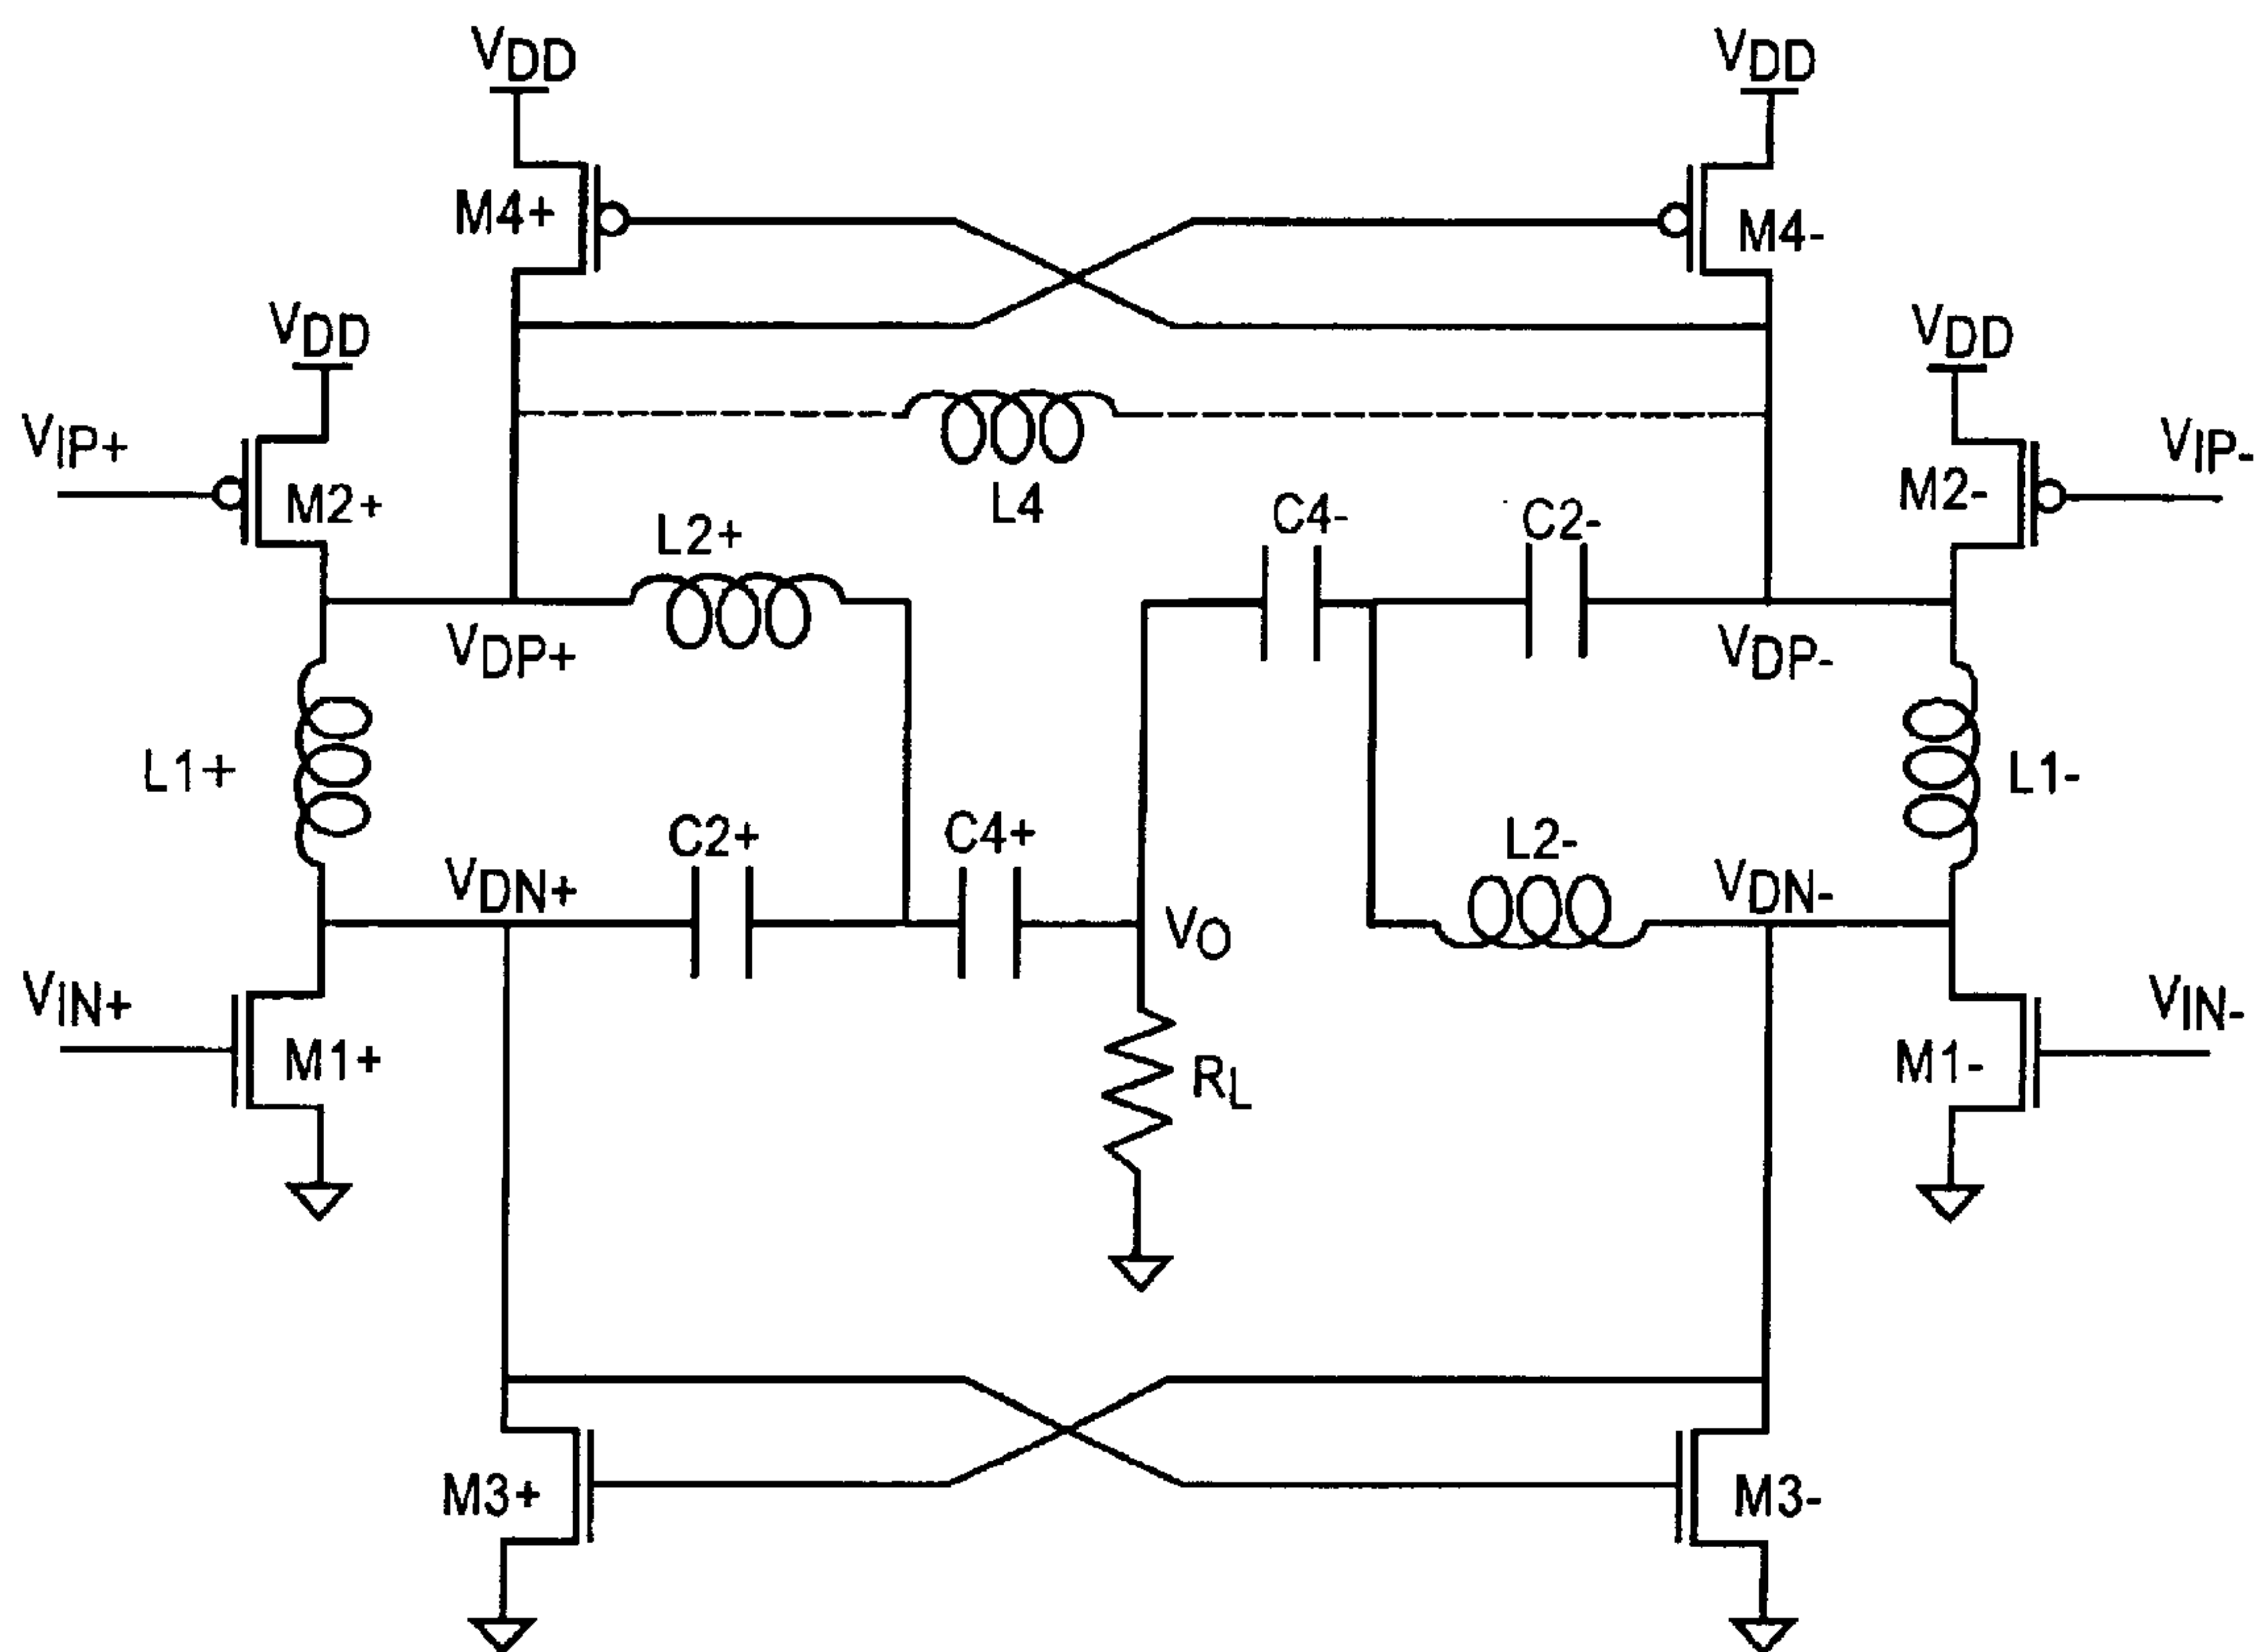 VDD
VDD
M4+
M4-
VDD
VDD
VIP+
VIP-
M2+
L4
M2-
L2+
C4-
C2-
VDP+
VDP-
L1+
L1-
C2+
C4+
L2-
VDN+
VO
VDN-
VIN+
VIN-
M1+
RL
M1-
M3+
M3-